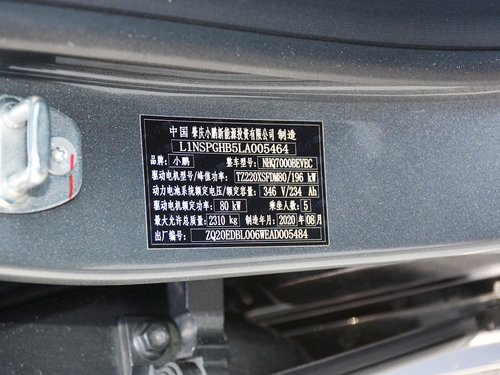 中国 肇庆小鹏新能源投资有限公司 制造
L1NSPGHB5LA005464
品牌: 小鹏 整车型号: NHQ7000BEVEC
驱动电机型号/峰值功率: TZ220XSFDM80/196 kW
动力电池系统额定电压/额定容量: 346 V/234 Ah
驱动电机额定功率: 80 kW 乘坐人数: 5
最大允许总质量: 2310 kg 制造年月: 2020 年 08 月
出厂编号: ZQ20EDBL006WEAD005484